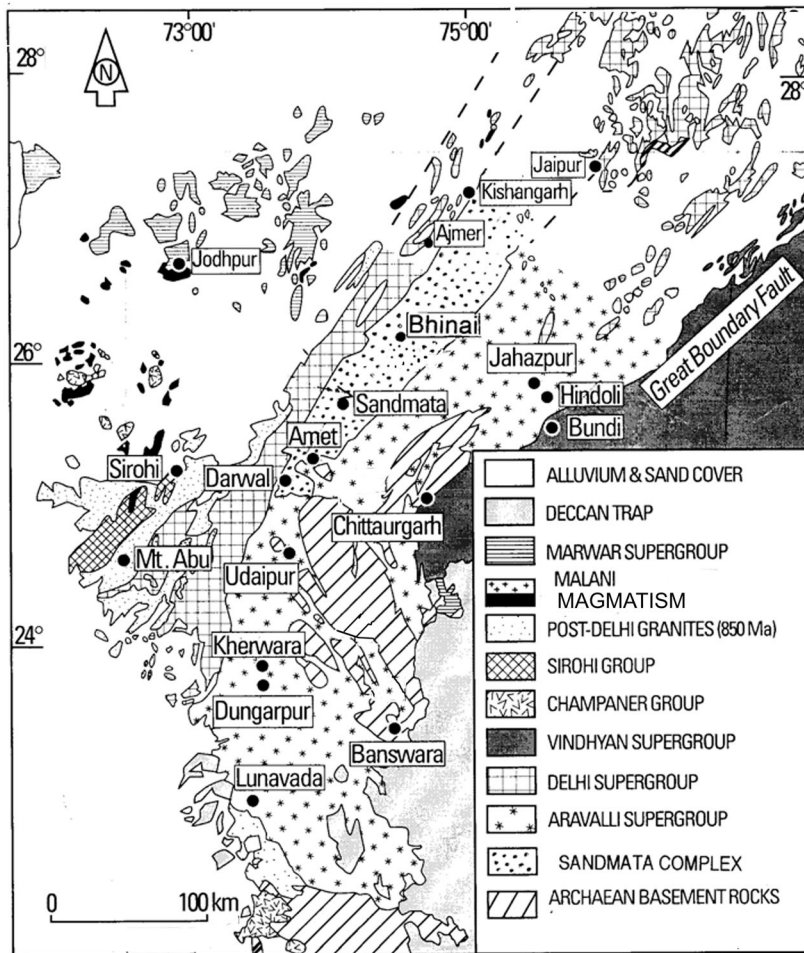 73°00'
75°00'
28°
28°
N
Jaipur
Kishangarh
Ajmer
Jodhpur
Great Boundary Fault
Bhinai
26°
Jahazpur
Hindoli
Sandmata
Bundi
Amet
Sirohi
Darwal
Chittaurgarh
Mt. Abu
Udaipur
24°
Kherwara
Dungarpur
Banswara
Lunavada
0 100 km
ALLUVIUM & SAND COVER
DECCAN TRAP
MARWAR SUPERGROUP
MALANI
MAGMATISM
POST-DELHI GRANITES (850 Ma)
SIROHI GROUP
CHAMPANER GROUP
VINDHYAN SUPERGROUP
DELHI SUPERGROUP
ARAVALLI SUPERGROUP
SANDMATA COMPLEX
ARCHAEAN BASEMENT ROCKS